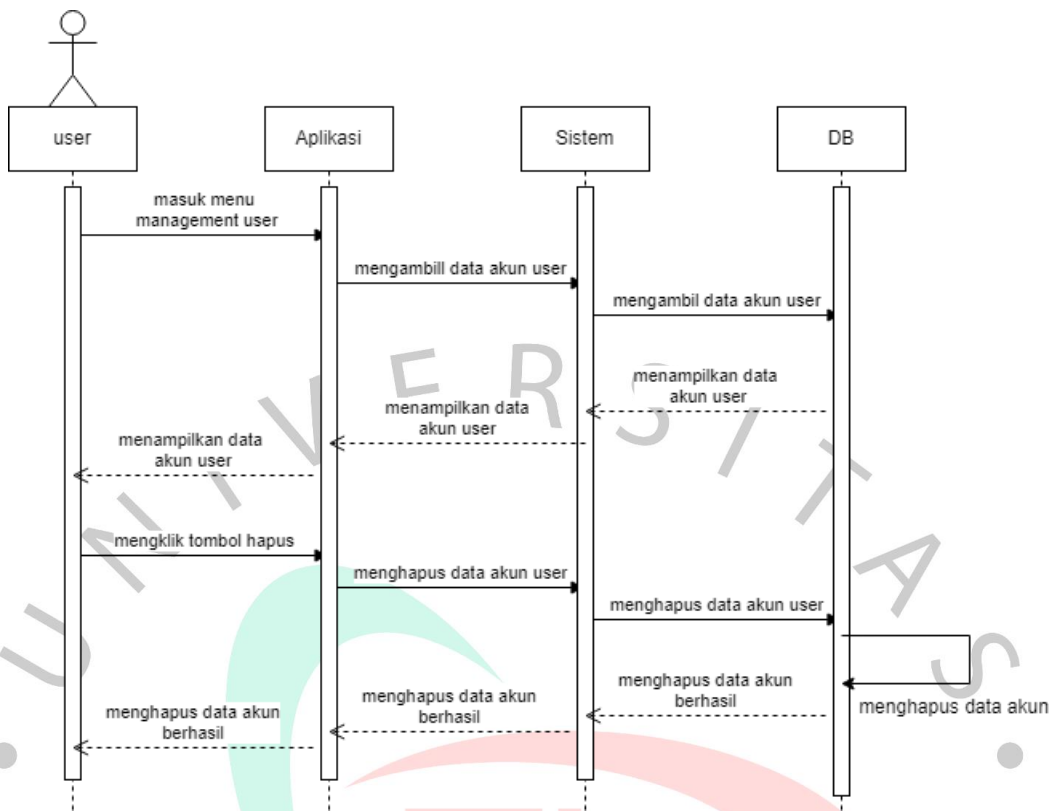 user
Aplikasi
Sistem
DB
masuk menu
management user
mengambill data akun user
mengambil data akun user
menampilkan data
akun user
menampilkan data
akun user
menampilkan data
akun user
mengklik tombol hapus
menghapus data akun user
menghapus data akun user
menghapus data akun
menghapus data akun
berhasil
menghapus data akun
berhasil
menghapus data akun
berhasil
UNIVERSITAS